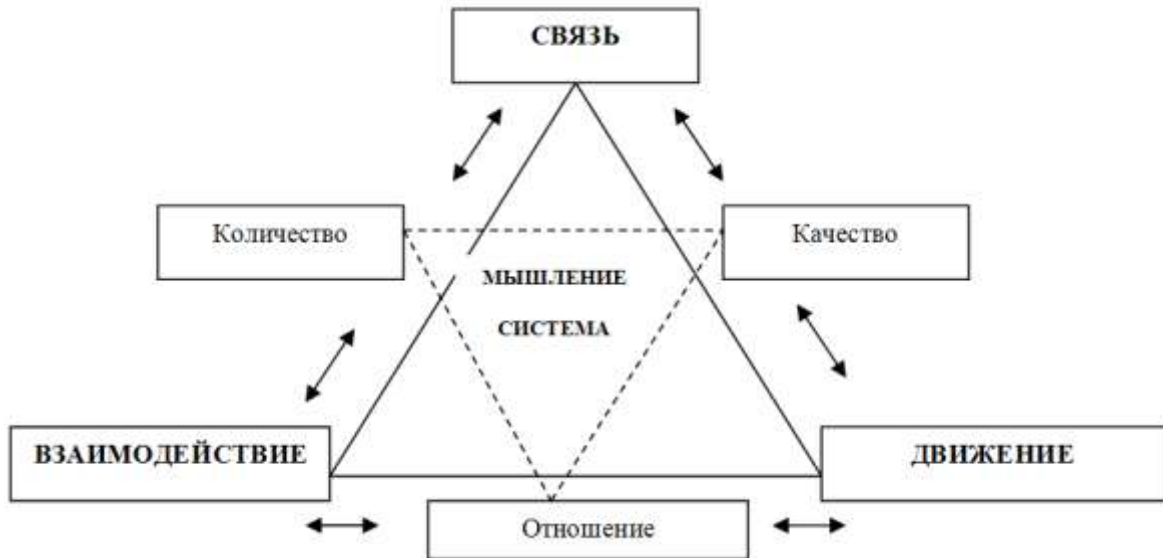 СВЯЗЬ
Количество
Качество
МЫШЛЕНИЕ
СИСТЕМА
ВЗАИМОДЕЙСТВИЕ
ДВИЖЕНИЕ
Отношение